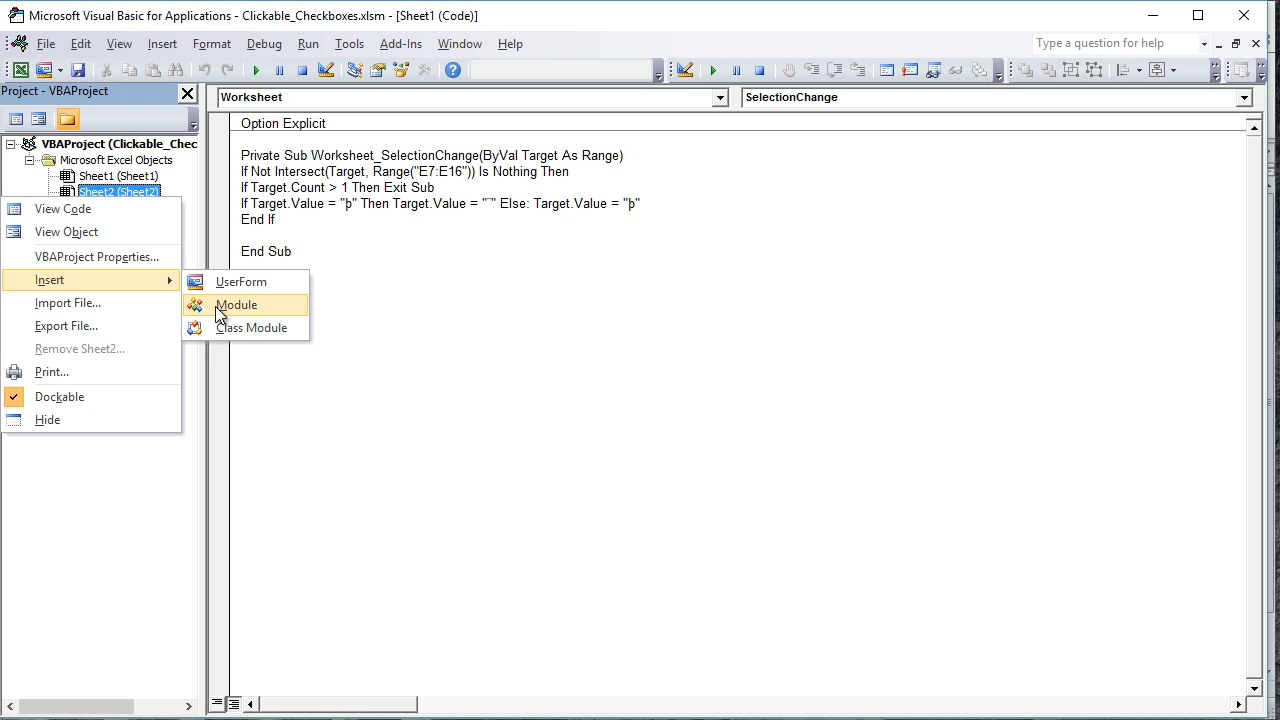 Microsoft Visual Basic for Applications - Clickable_Checkboxes.xlsm - [Sheet1 (Code)]
File Edit View Insert Format Debug Run Tools Add-Ins Window Help
Type a question for help
Project - VBAProject
Worksheet
SelectionChange
VBAProject (Clickable_Chec
Microsoft Excel Objects
Sheet1 (Sheet1)
Sheet2 (Sheet2)
View Code
View Object
VBAProject Properties...
Insert
Import File...
Export File...
Remove Sheet2...
Print...
Dockable
Hide
UserForm
Module
Class Module
Option Explicit
Private Sub Worksheet_SelectionChange(ByVal Target As Range)
If Not Intersect(Target, Range("E7:E16")) Is Nothing Then
If Target.Count > 1 Then Exit Sub
If Target.Value = "þ" Then Target.Value = "¨" Else: Target.Value = "þ"
End If
End Sub